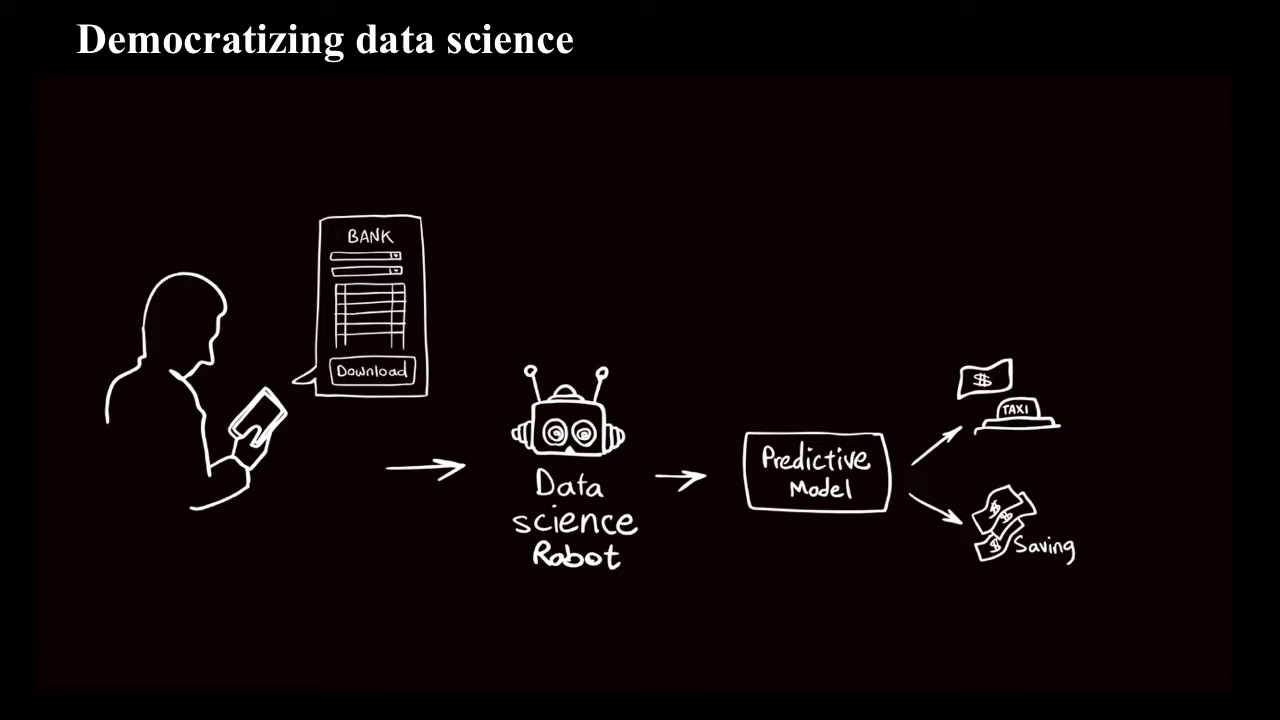 Democratizing data science
BANK
Download
Data
science
Robot
Predictive
Model
$
TAXI
$ $
$
Saving